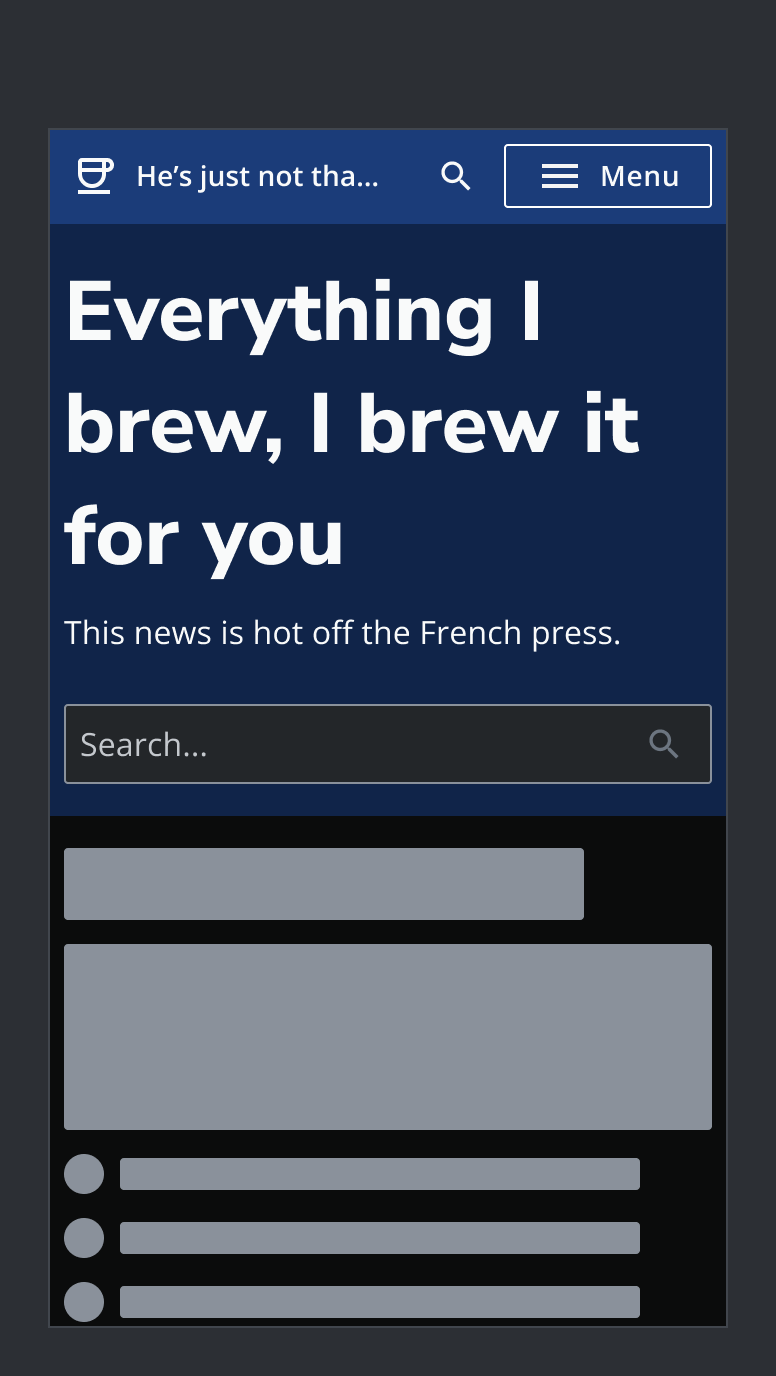 He’s just not tha...
Menu
Everything I
brew, I brew it
for you
This news is hot off the French press.
Search...